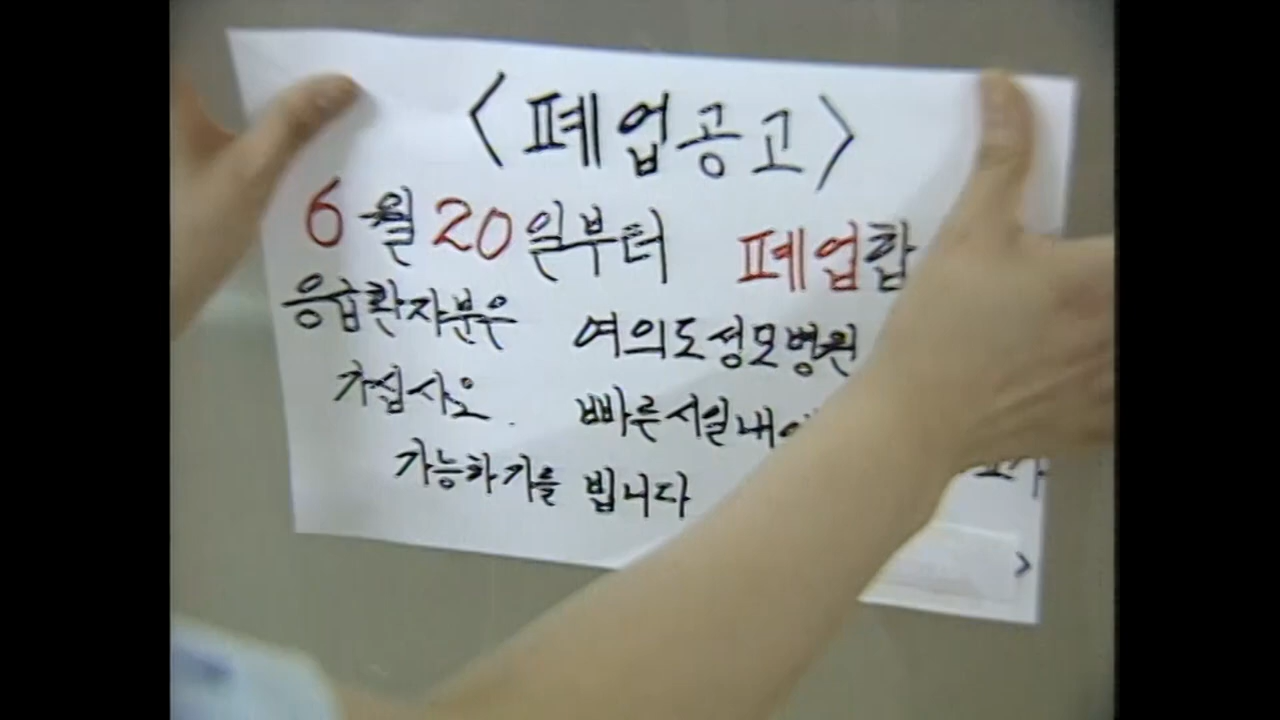 <폐업공고>
6월 20일부터 폐업합
응급환자분은 여의도성모병원
가십시오. 빠른시일내에
가능하기를 빕니다